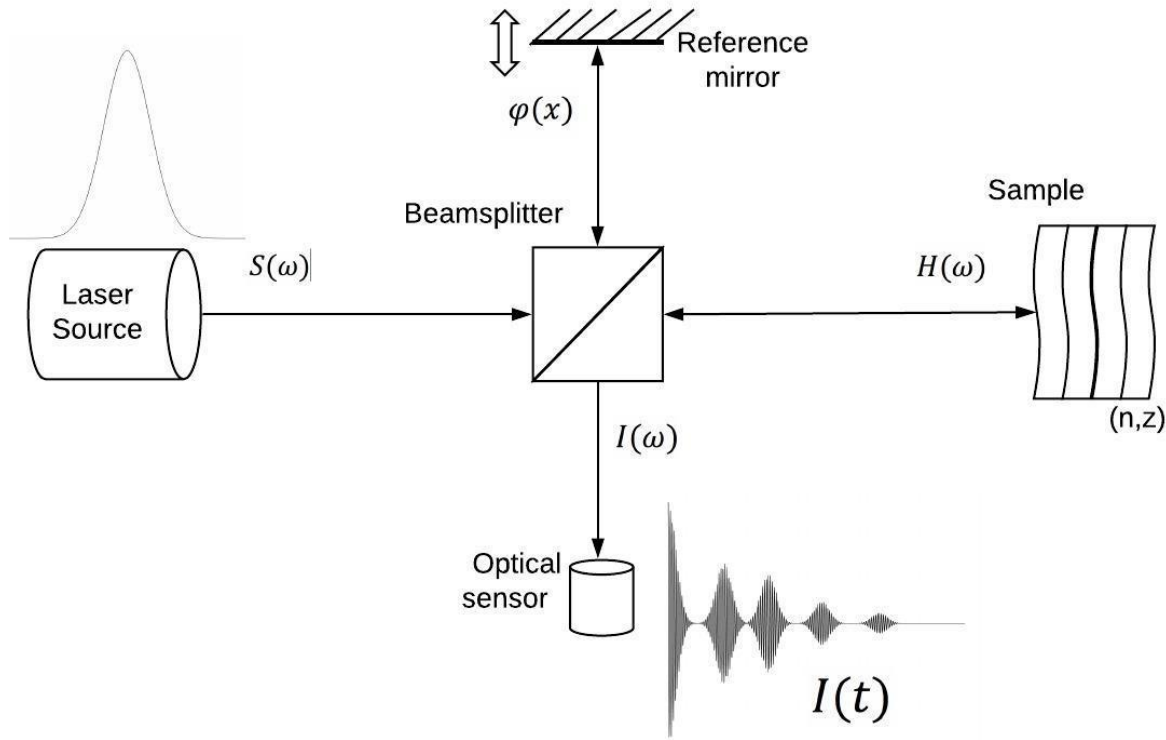 Reference
mirror
φ(x)
Sample
Beamsplitter
S(ω)
H(ω)
Laser
Source
(n,z)
I(ω)
Optical
sensor
I(t)